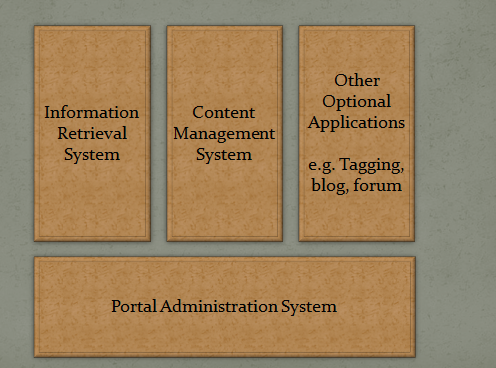 Information
Retrieval
System
Content
Management
System
Other
Optional
Applications
e.g. Tagging,
blog, forum
Portal Administration System